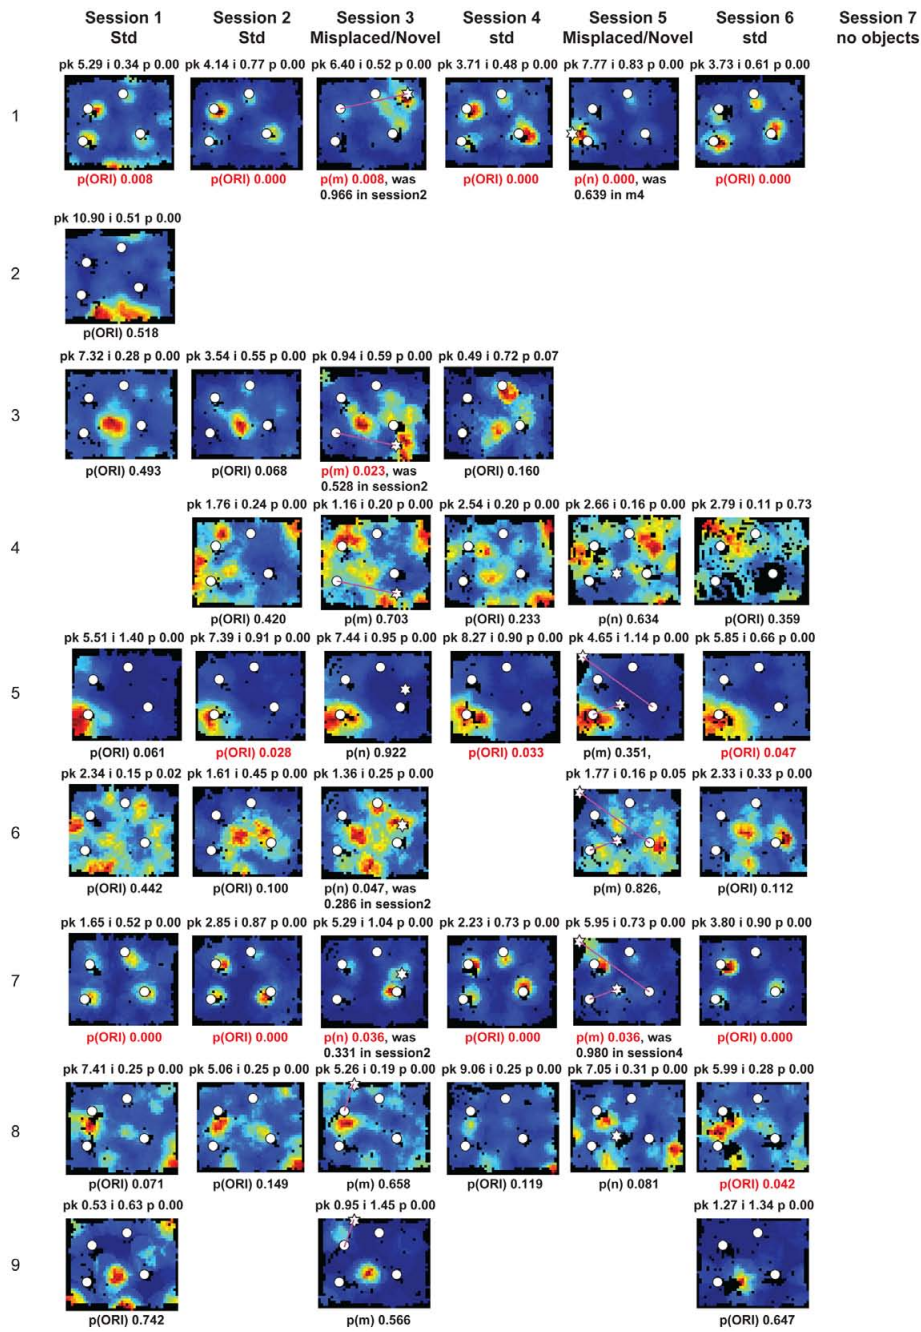 Session 1 Session 2 Session 3 Session 4 Session 5 Session 6 Session 7
Std Std Misplaced/Novel std Misplaced/Novel std no objects
pk 5.29 i 0.34 p 0.00 pk 4.14 i 0.77 p 0.00 pk 6.40 i 0.52 p 0.00 pk 3.71 i 0.48 p 0.00 pk 7.77 i 0.83 p 0.00 pk 3.73 i 0.61 p 0.00
1
p(ORI) 0.008 p(ORI) 0.000 p(m) 0.008, was p(ORI) 0.000 p(n) 0.000, was p(ORI) 0.000
0.966 in session2 0.639 in m4
pk 10.90 i 0.51 p 0.00
2
p(ORI) 0.518
pk 7.32 i 0.28 p 0.00 pk 3.54 i 0.55 p 0.00 pk 0.94 i 0.59 p 0.00 pk 0.49 i 0.72 p 0.07
3
p(ORI) 0.493 p(ORI) 0.068 p(m) 0.023, was p(ORI) 0.160
0.528 in session2
pk 1.76 i 0.24 p 0.00 pk 1.16 i 0.20 p 0.00 pk 2.54 i 0.20 p 0.00 pk 2.66 i 0.16 p 0.00 pk 2.79 i 0.11 p 0.73
4
p(ORI) 0.420 p(m) 0.703 p(ORI) 0.233 p(n) 0.634 p(ORI) 0.359
pk 5.51 i 1.40 p 0.00 pk 7.39 i 0.91 p 0.00 pk 7.44 i 0.95 p 0.00 pk 8.27 i 0.90 p 0.00 pk 4.65 i 1.14 p 0.00 pk 5.85 i 0.66 p 0.00
5
p(ORI) 0.061 p(ORI) 0.028 p(n) 0.922 p(ORI) 0.033 p(m) 0.351, p(ORI) 0.047
pk 2.34 i 0.15 p 0.02 pk 1.61 i 0.45 p 0.00 pk 1.36 i 0.25 p 0.00 pk 1.77 i 0.16 p 0.05 pk 2.33 i 0.33 p 0.00
6
p(ORI) 0.442 p(ORI) 0.100 p(n) 0.047, was p(m) 0.826, p(ORI) 0.112
0.286 in session2
pk 1.65 i 0.52 p 0.00 pk 2.85 i 0.87 p 0.00 pk 5.29 i 1.04 p 0.00 pk 2.23 i 0.73 p 0.00 pk 5.95 i 0.73 p 0.00 pk 3.80 i 0.90 p 0.00
7
p(ORI) 0.000 p(ORI) 0.000 p(n) 0.036, was p(ORI) 0.000 p(m) 0.036, was p(ORI) 0.000
0.331 in session2 0.980 in session4
pk 7.41 i 0.25 p 0.00 pk 5.06 i 0.25 p 0.00 pk 5.26 i 0.19 p 0.00 pk 9.06 i 0.25 p 0.00 pk 7.05 i 0.31 p 0.00 pk 5.99 i 0.28 p 0.00
8
p(ORI) 0.071 p(ORI) 0.149 p(m) 0.658 p(ORI) 0.119 p(n) 0.081 p(ORI) 0.042
pk 0.53 i 0.63 p 0.00 pk 0.95 i 1.45 p 0.00 pk 1.27 i 1.34 p 0.00
9
p(ORI) 0.742 p(m) 0.566 p(ORI) 0.647